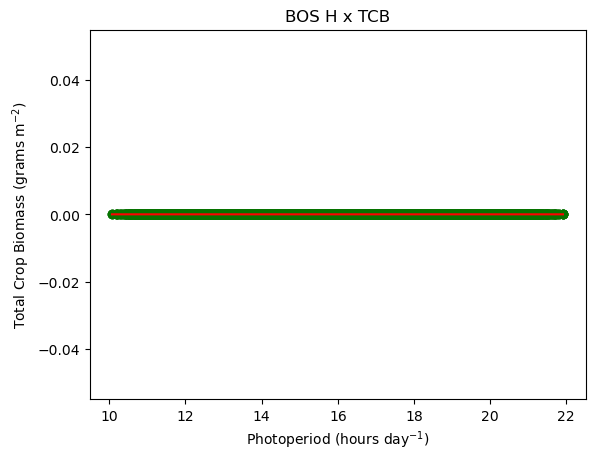 BOS H x TCB
Total Crop Biomass (grams m⁻²)
0.04
0.02
0.00
−0.02
−0.04
10 12 14 16 18 20 22
Photoperiod (hours day⁻¹)